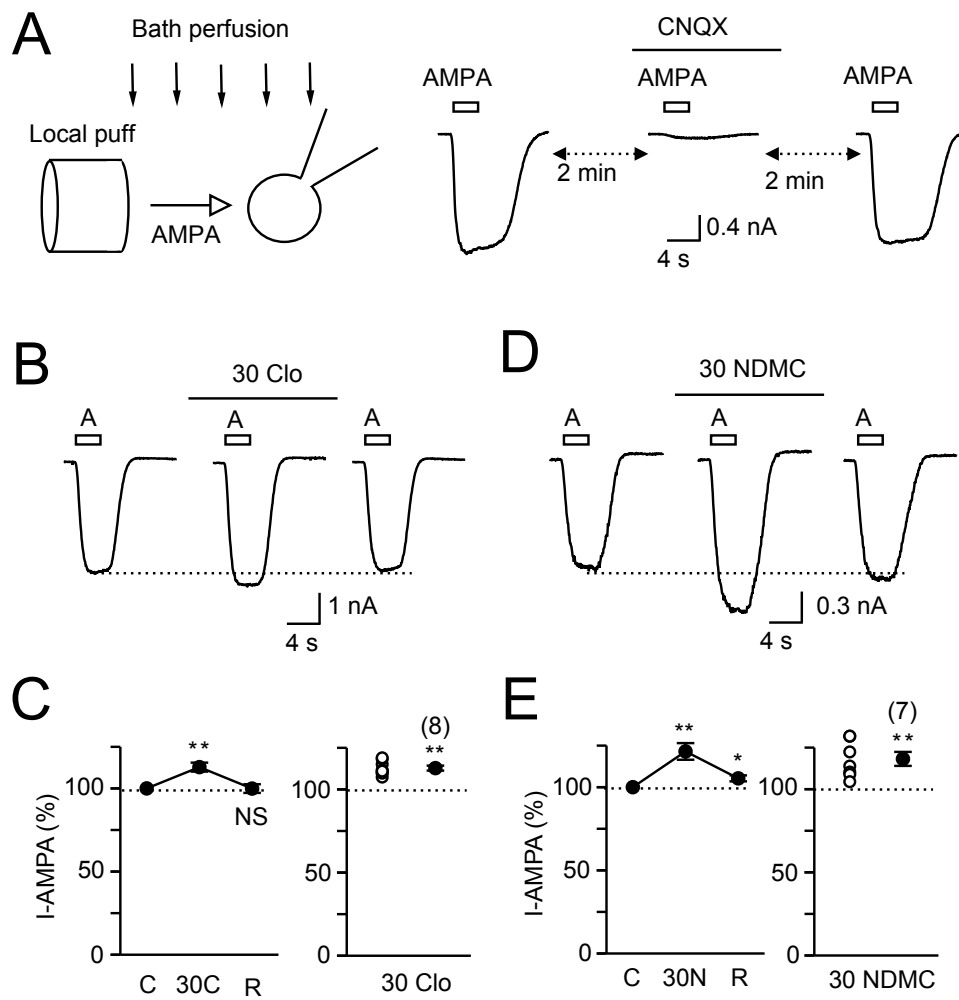 A
Bath perfusion
Local puff
AMPA
CNQX
AMPA
AMPA
AMPA
2 min
2 min
0.4 nA
4 s
B
30 Clo
A
A
A
1 nA
4 s
D
30 NDMC
A
A
A
0.3 nA
4 s
C
I-AMPA (%)
100
50
0
**
NS
C
30C
R
100
50
0
(8)
**
30 Clo
E
I-AMPA (%)
100
50
0
**
*
C
30N
R
100
50
0
(7)
**
30 NDMC